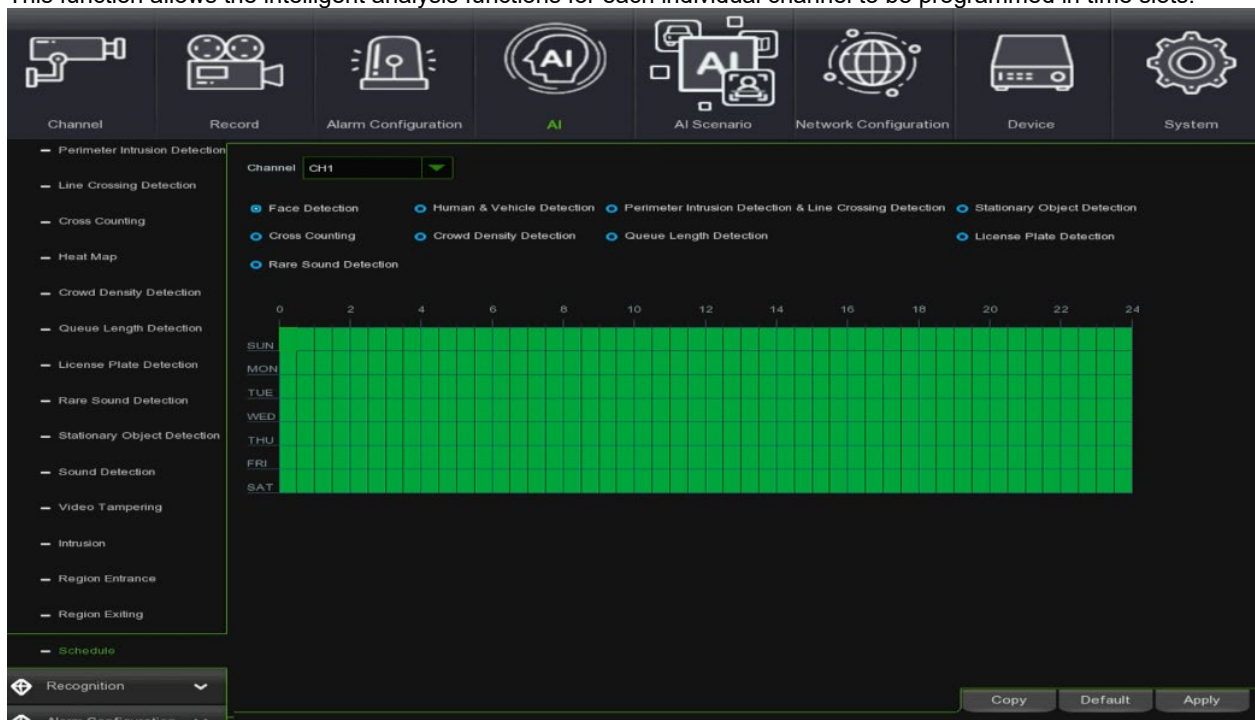 This function allows the intelligent analysis functions for each individual channel to be programmed in time slots.
Channel Record Alarm Configuration AI AI Scenario Network Configuration Device System
Perimeter Intrusion Detection
Line Crossing Detection
Cross Counting
Heat Map
Crowd Density Detection
Queue Length Detection
License Plate Detection
Rare Sound Detection
Stationary Object Detection
Sound Detection
Video Tampering
Intrusion
Region Entrance
Region Exiting
Schedule
Recognition
Alarm Configuration
Channel CH1
Face Detection Human & Vehicle Detection Perimeter Intrusion Detection & Line Crossing Detection Stationary Object Detection
Cross Counting Crowd Density Detection Queue Length Detection License Plate Detection
Rare Sound Detection
0 2 4 6 8 10 12 14 16 18 20 22 24
SUN
MON
TUE
WED
THU
FRI
SAT
Copy Default Apply